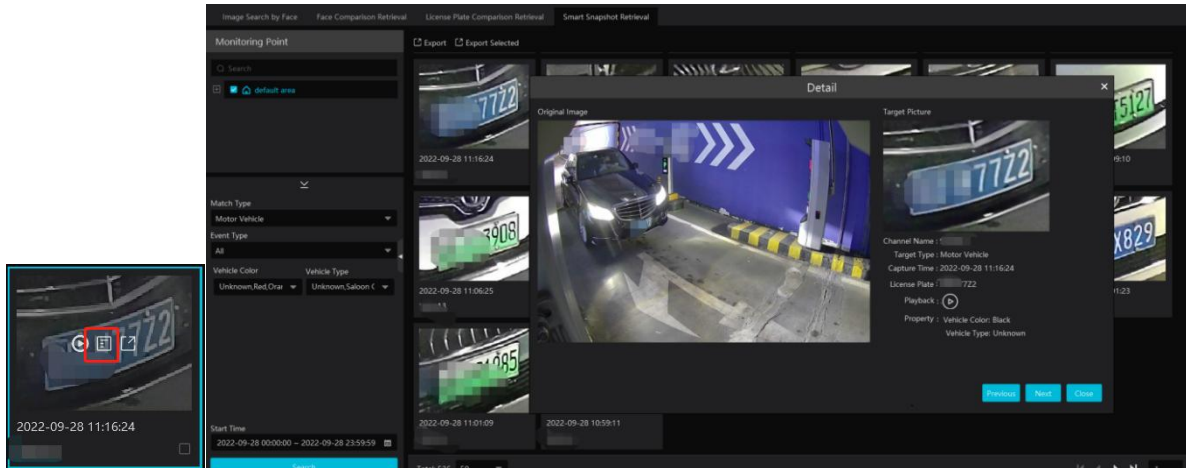 77Z2
2022-09-28 11:16:24
Image Search by Face
Face Comparison Retrieval
License Plate Comparison Retrieval
Smart Snapshot Retrieval
Monitoring Point
Search
default area
Match Type
Motor Vehicle
Event Type
All
Vehicle Color
Vehicle Type
Unknown,Red,Orar
Unknown,Saloon C
Start Time
2022-09-28 00:00:00 ~ 2022-09-28 23:59:59
Search
Export
Export Selected
77Z2
2022-09-28 11:16:24
2022-09-28 11:06:25
2022-09-28 11:01:09
2022-09-28 10:59:11
Detail
Original Image
Target Picture
77Z2
Channel Name :
Target Type : Motor Vehicle
Capture Time : 2022-09-28 11:16:24
License Plate : 77Z2
Playback :
Property : Vehicle Color: Black
Vehicle Type: Unknown
Previous
Next
Close
X829